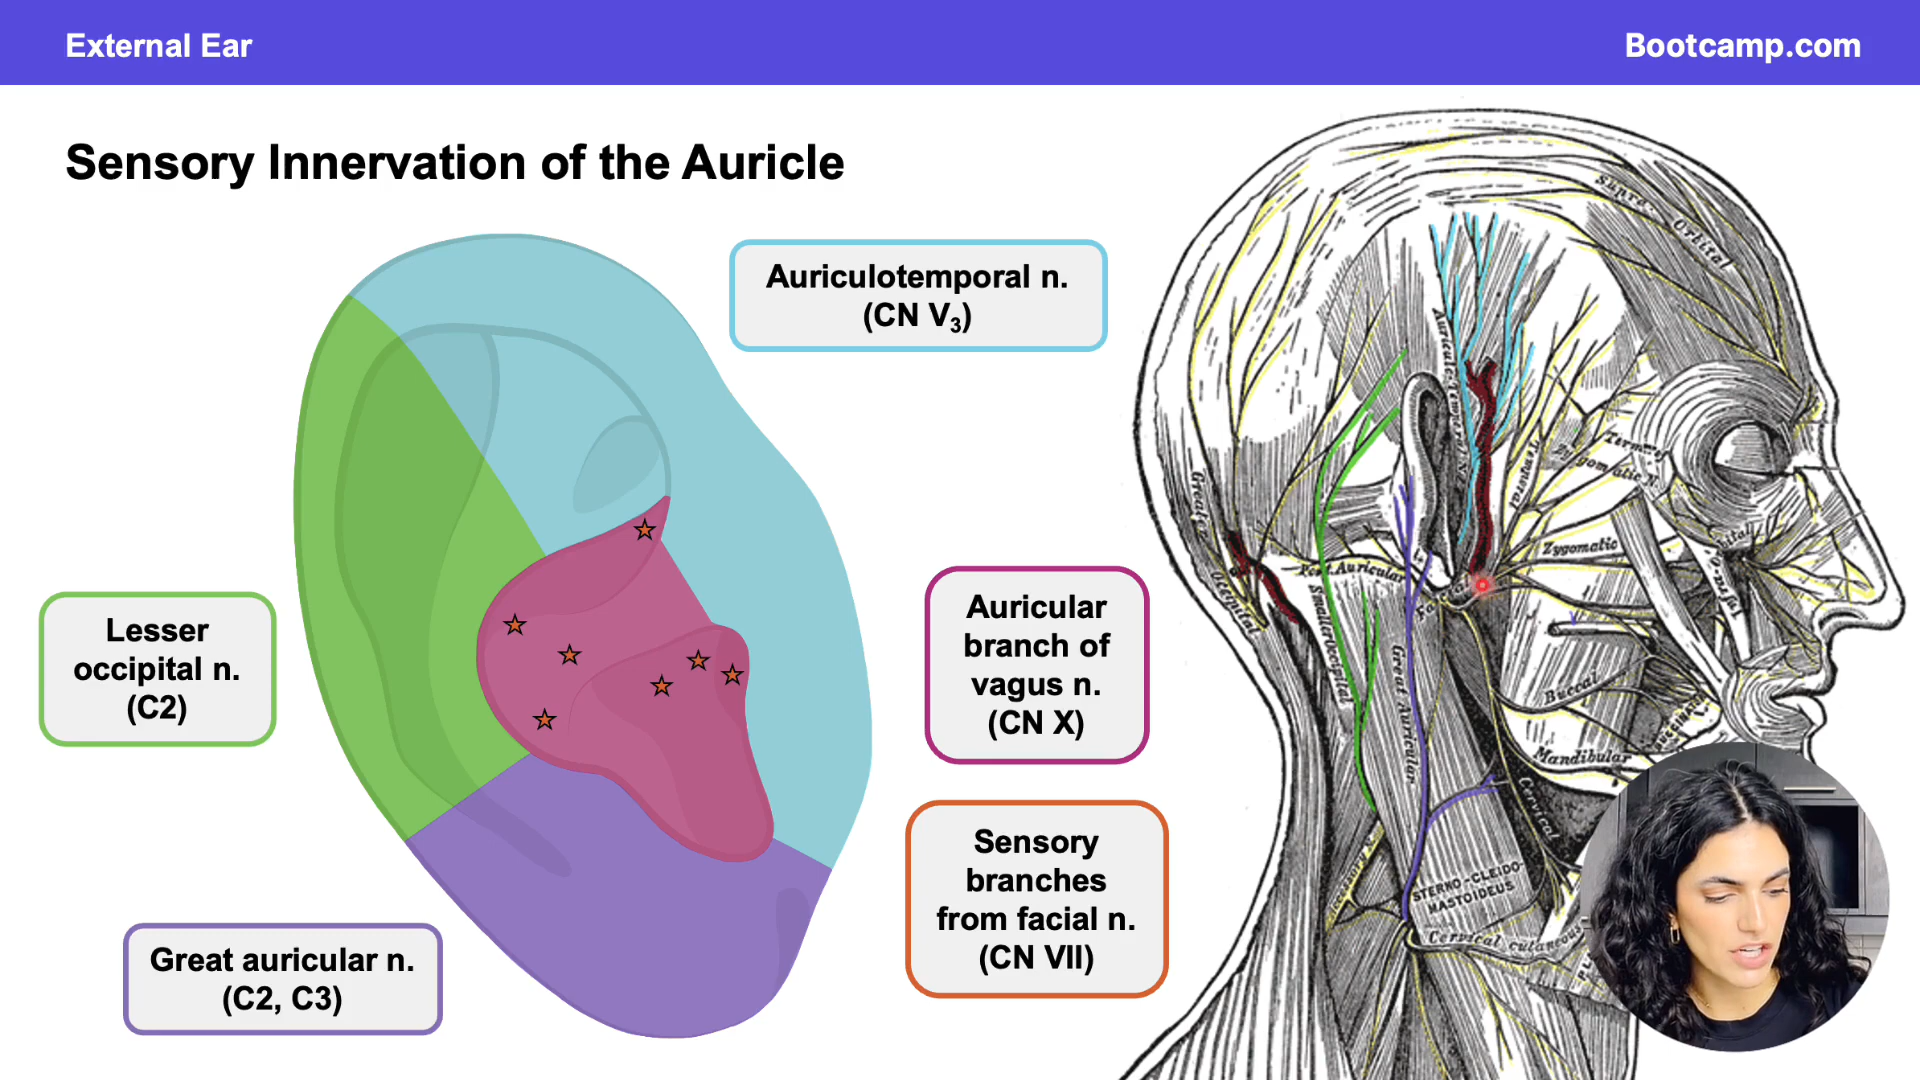 External Ear
Bootcamp.com
Sensory Innervation of the Auricle
Auriculotemporal n.
(CN V₃)
Lesser
occipital n.
(C2)
Auricular
branch of
vagus n.
(CN X)
Sensory
branches
from facial n.
(CN VII)
Great auricular n.
(C2, C3)
Supra-
Orbital
Zygomatic
Post. Auricular
Occipital
Smaller Occipital
Great Auricular
Temporal
Buccal
Mandibular
Cervical
STERNO-CLEIDO-
MASTOIDEUS
Cervical cutaneous